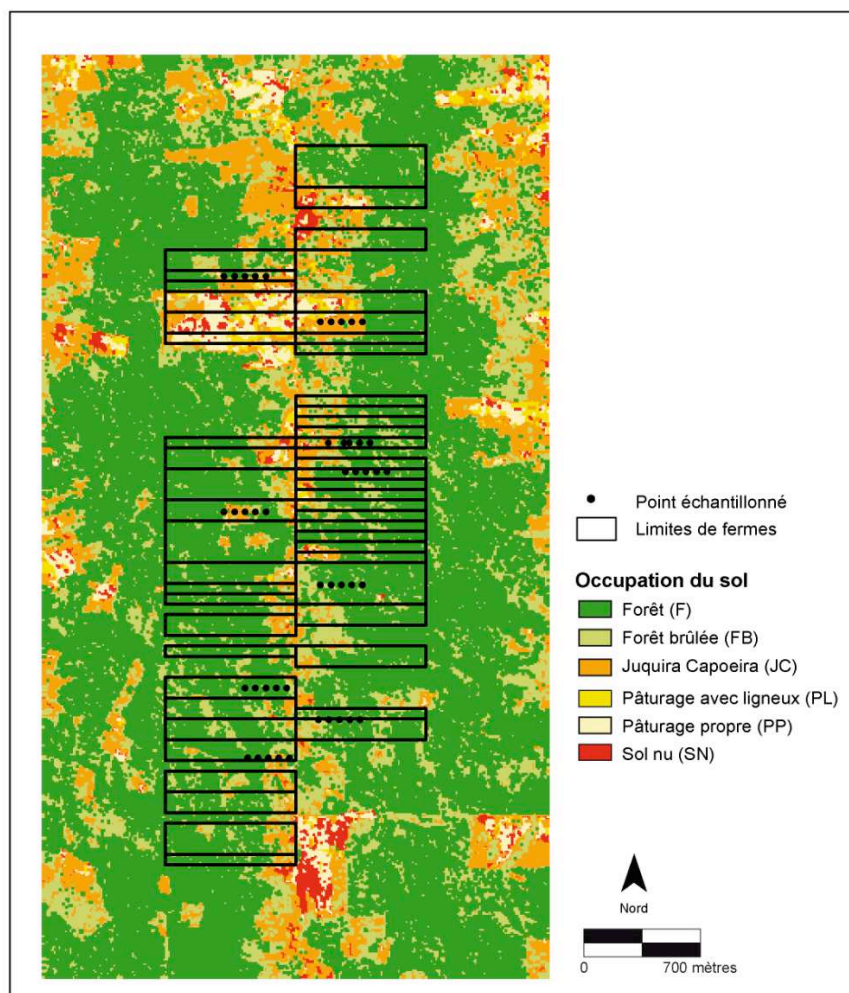 Point échantillonné
Limites de fermes
Occupation du sol
Forêt (F)
Forêt brûlée (FB)
Juquira Capoeira (JC)
Pâturage avec ligneux (PL)
Pâturage propre (PP)
Sol nu (SN)
Nord
0 700 mètres